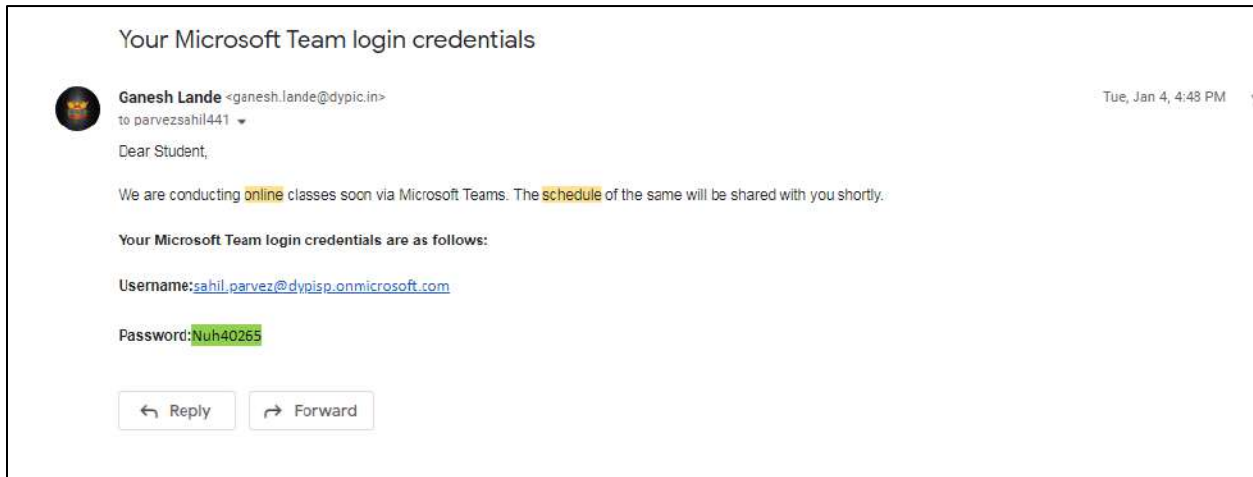 Your Microsoft Team login credentials
Ganesh Lande <ganesh.lande@dypic.in>
Tue, Jan 4, 4:48 PM
to parvezsahil441
Dear Student,
We are conducting online classes soon via Microsoft Teams. The schedule of the same will be shared with you shortly.
Your Microsoft Team login credentials are as follows:
Username:sahil.parvez@dypisp.onmicrosoft.com
Password:Nuh40265
Reply
Forward